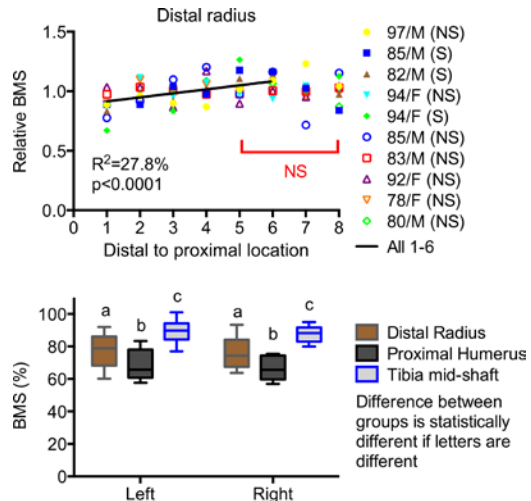 Distal radius
Relative BMS
1.5
1.0
0.5
0.0
R²=27.8%
p<0.0001
NS
0 1 2 3 4 5 6 7 8
Distal to proximal location
97/M (NS)
85/M (S)
82/M (S)
94/F (NS)
94/F (S)
85/M (NS)
83/M (NS)
92/F (NS)
78/F (NS)
80/M (NS)
All 1-6
BMS (%)
100
80
60
40
20
0
a b c a b c
Left Right
Distal Radius
Proximal Humerus
Tibia mid-shaft
Difference between
groups is statistically
different if letters are
different